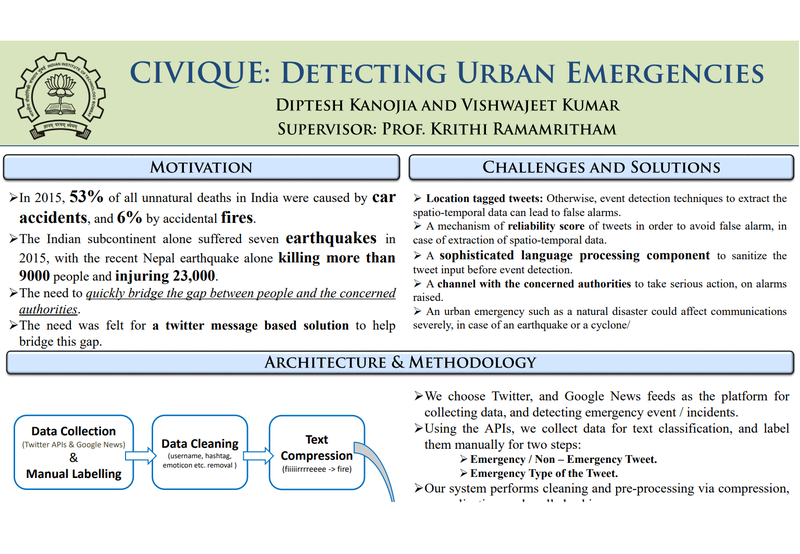 CIVIQUE: DETECTING URBAN EMERGENCIES
DIPTESH KANOJIA AND VISHWAJEET KUMAR
SUPERVISOR: PROF. KRITHI RAMAMRITHAM
MOTIVATION
➢In 2015, 53% of all unnatural deaths in India were caused by car
accidents, and 6% by accidental fires.
➢The Indian subcontinent alone suffered seven earthquakes in
2015, with the recent Nepal earthquake alone killing more than
9000 people and injuring 23,000.
➢The need to quickly bridge the gap between people and the concerned
authorities.
➢The need was felt for a twitter message based solution to help
bridge this gap.
CHALLENGES AND SOLUTIONS
➢ Location tagged tweets: Otherwise, event detection techniques to extract the
spatio-temporal data can lead to false alarms.
➢ A mechanism of reliability score of tweets in order to avoid false alarm, in
case of extraction of spatio-temporal data.
➢ A sophisticated language processing component to sanitize the
tweet input before event detection.
➢ A channel with the concerned authorities to take serious action, on alarms
raised.
➢ An urban emergency such as a natural disaster could affect communications
severely, in case of an earthquake or a cyclone/
ARCHITECTURE & METHODOLOGY
Data Collection
(Twitter APIs & Google News)
&
Manual Labelling
Data Cleaning
(username, hashtag,
emoticon etc. removal )
Text
Compression
(fiiiiirrrreeeee -> fire)
➢We choose Twitter, and Google News feeds as the platform for
collecting data, and detecting emergency event / incidents.
➢Using the APIs, we collect data for text classification, and label
them manually for two steps:
➢Emergency / Non – Emergency Tweet.
➢Emergency Type of the Tweet.
➢Our system performs cleaning and pre-processing via compression,